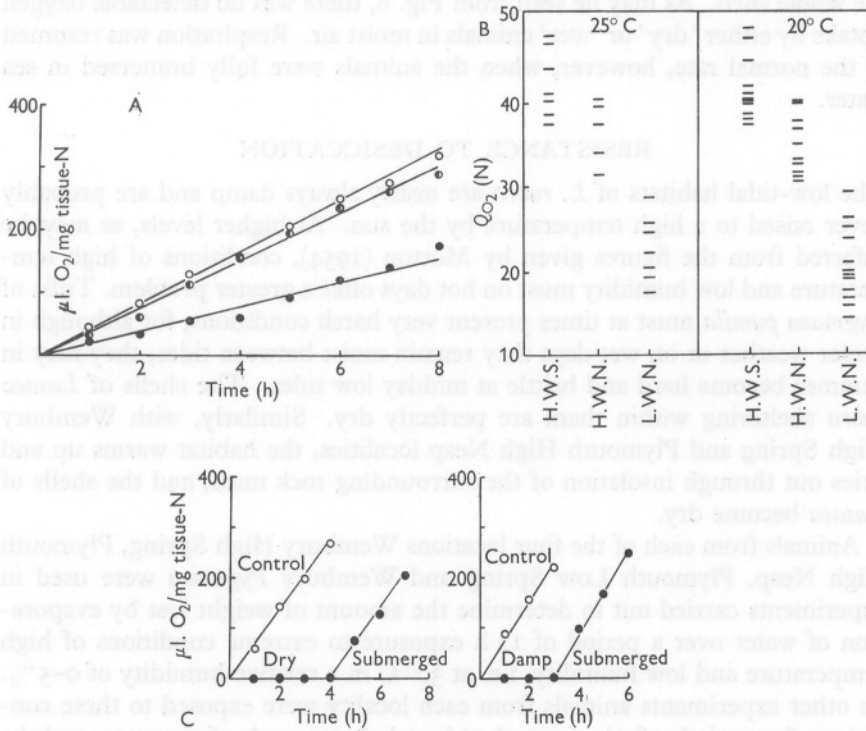 A
400
200
μl. O₂/mg tissue-N
2
4
6
8
Time (h)
B
25° C
20° C
50
40
30
20
10
QO₂ (N)
H.W.S.
H.W.N.
L.W.N.
H.W.S.
H.W.N.
L.W.N.
C
400
200
0
μl. O₂/mg tissue-N
Control
Dry
Submerged
2
4
6
8
Time (h)
400
200
0
Control
Damp
Submerged
2
4
6
Time (h)